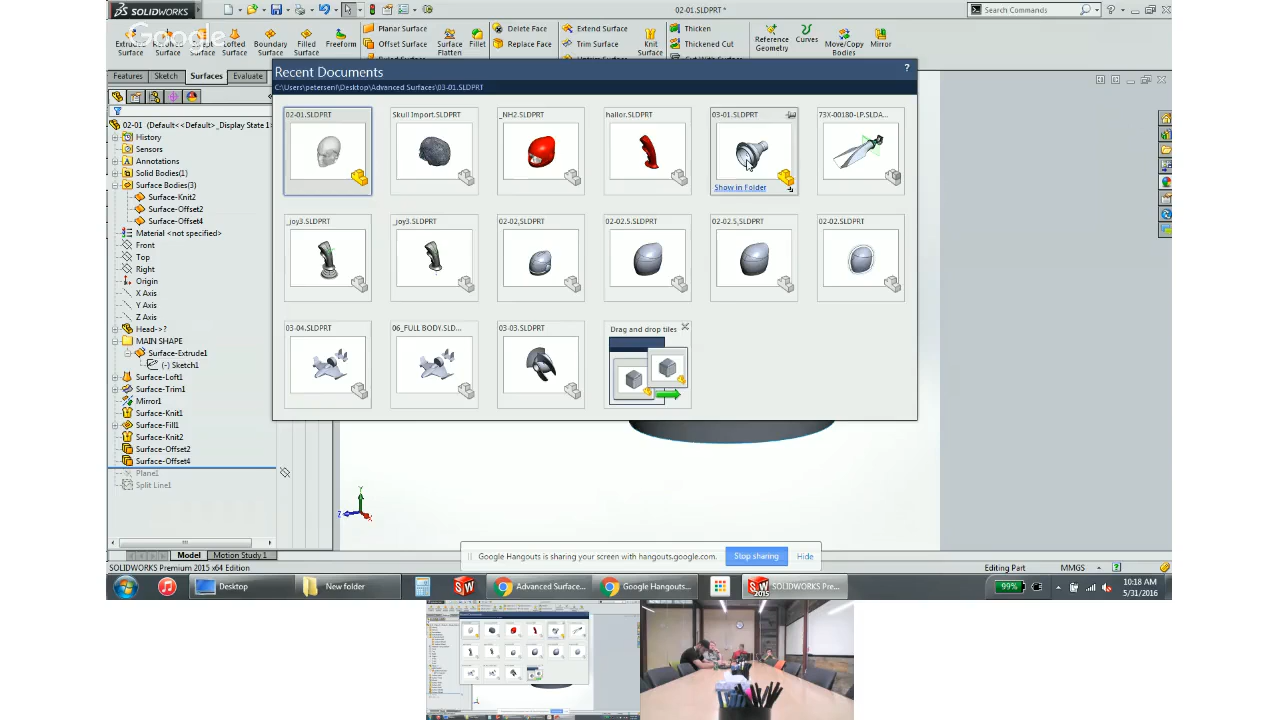 SOLIDWORKS
02-01.SLDPRT *
Search Commands
Google
Extruded Surface
Lofted Surface
Boundary Surface
Filled Surface
Freeform
Planar Surface
Offset Surface
Surface Flatten
Fillet
Delete Face
Replace Face
Extend Surface
Trim Surface
Knit Surface
Thicken
Thickened Cut
Reference Geometry
Curves
Move/Copy Bodies
Mirror
Features
Sketch
Surfaces
Evaluate
Recent Documents
?
C:\Users\petersenf\Desktop\Advanced Surfaces\03-01.SLDPRT
02-01.SLDPRT
Skull Import.SLDPRT
_NH2.SLDPRT
hallor.SLDPRT
03-01.SLDPRT
73X-00180-LP.SLDA...
Show in Folder
_joy3.SLDPRT
_joy3.SLDPRT
02-02.SLDPRT
02-02.5.SLDPRT
02-02.5.SLDPRT
02-02.SLDPRT
03-04.SLDPRT
06_FULL BODY.SLD...
03-03.SLDPRT
Drag and drop tiles
02-01 (Default<<Default>_Display State 1>
History
Sensors
Annotations
Solid Bodies(1)
Surface Bodies(3)
Surface-Knit2
Surface-Offset2
Surface-Offset4
Material <not specified>
Front
Top
Right
Origin
X Axis
Y Axis
Z Axis
Head->?
MAIN SHAPE
Surface-Extrude1
(-) Sketch1
Surface-Loft1
Surface-Trim1
Mirror1
Surface-Knit1
Surface-Fill1
Surface-Knit2
Surface-Offset2
Surface-Offset4
Plane1
Split Line1
Model
Motion Study 1
Google Hangouts is sharing your screen with hangouts.google.com.
Stop sharing
Hide
SOLIDWORKS Premium 2015 x64 Edition
Editing Part
MMGS
Desktop
New folder
Advanced Surface...
Google Hangouts...
SOLIDWORKS Pre...
99%
10:18 AM
5/31/2016